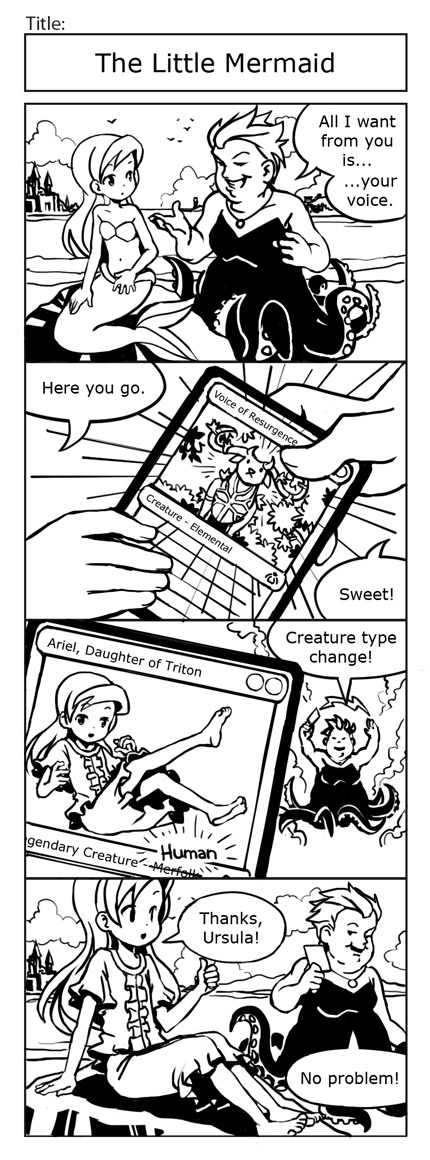 Title:
The Little Mermaid
All I want
from you
is...
...your
voice.
Here you go.
Voice of Resurgence
Creature - Elemental
Sweet!
Ariel, Daughter of Triton
Creature type
change!
Human
gendary Creature - Merfolk
Thanks,
Ursula!
No problem!